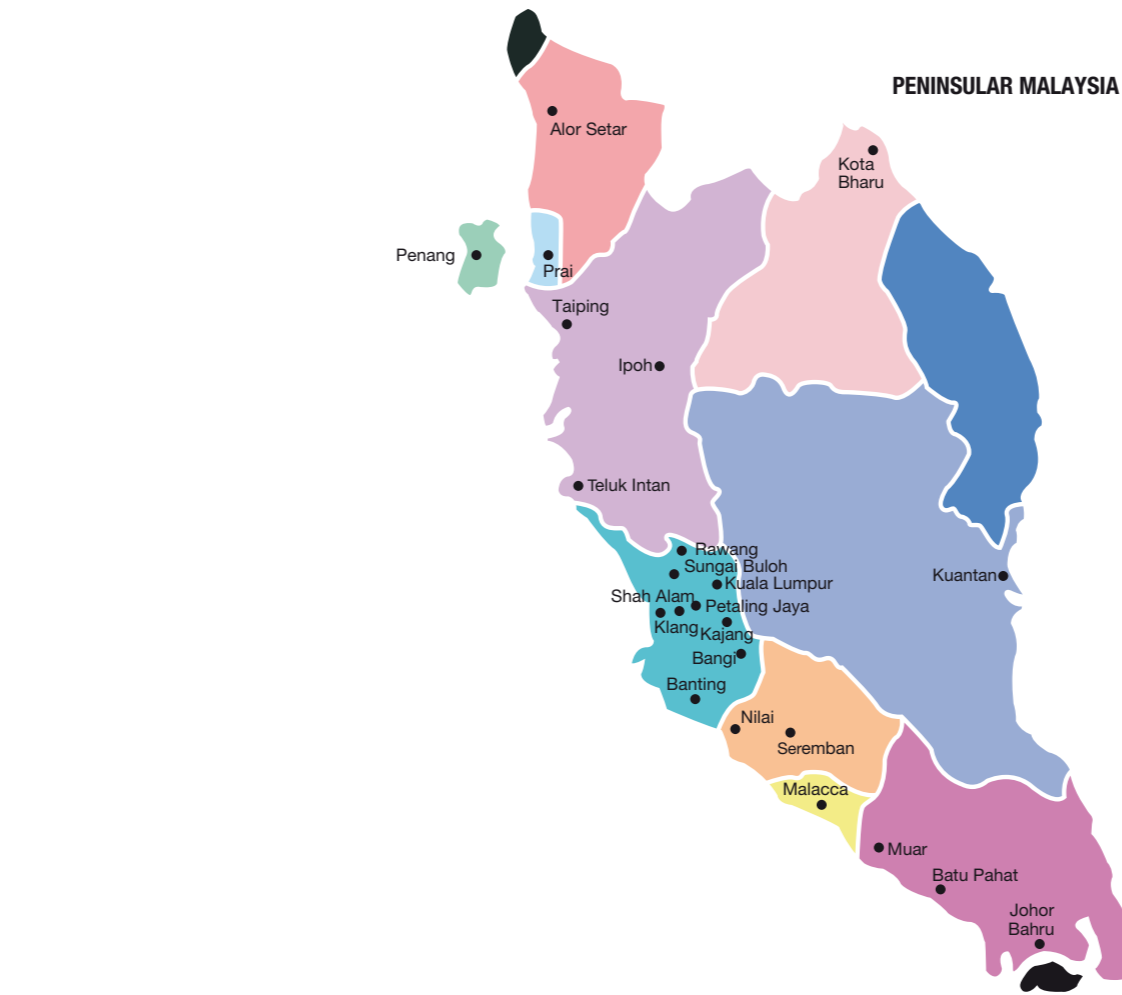 PENINSULAR MALAYSIA
Alor Setar
Kota
Bharu
Penang
Prai
Taiping
Ipoh
Teluk Intan
Rawang
Sungai Buloh
Kuantan
Kuala Lumpur
Shah Alam
Petaling Jaya
Klang
Kajang
Bangi
Banting
Nilai
Seremban
Malacca
Muar
Batu Pahat
Johor
Bahru